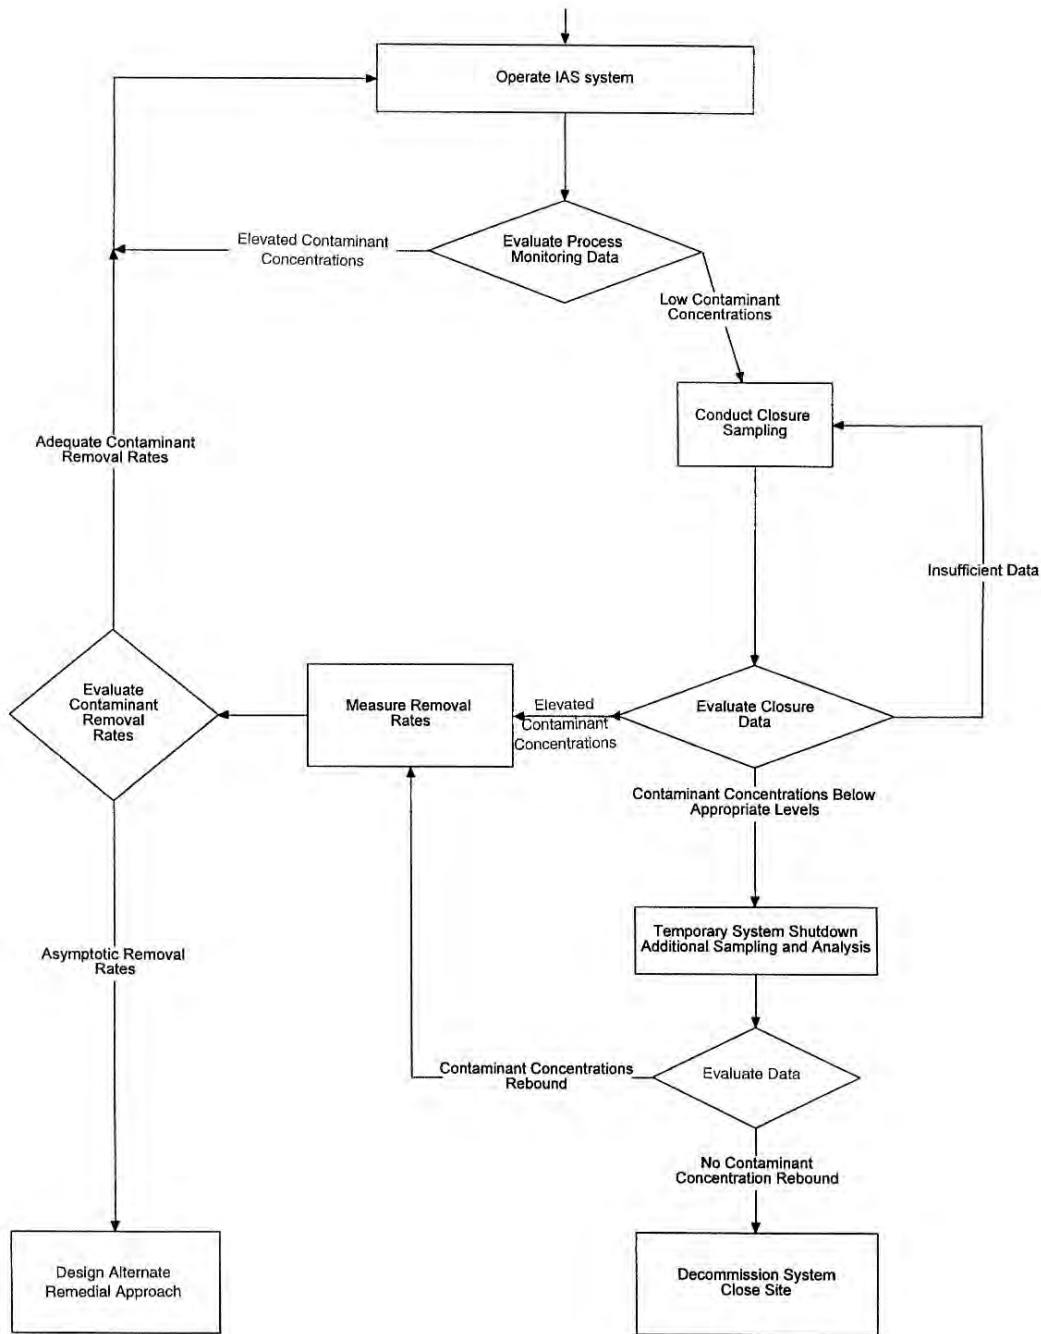 Operate IAS system
Evaluate Process
Monitoring Data
Elevated Contaminant
Concentrations
Low Contaminant
Concentrations
Conduct Closure
Sampling
Adequate Contaminant
Removal Rates
Insufficient Data
Evaluate
Contaminant
Removal
Rates
Measure Removal
Rates
Elevated
Contaminant
Concentrations
Evaluate Closure
Data
Contaminant Concentrations Below
Appropriate Levels
Temporary System Shutdown
Additional Sampling and Analysis
Asymptotic Removal
Rates
Contaminant Concentrations
Rebound
Evaluate Data
No Contaminant
Concentration Rebound
Design Alternate
Remedial Approach
Decommission System
Close Site